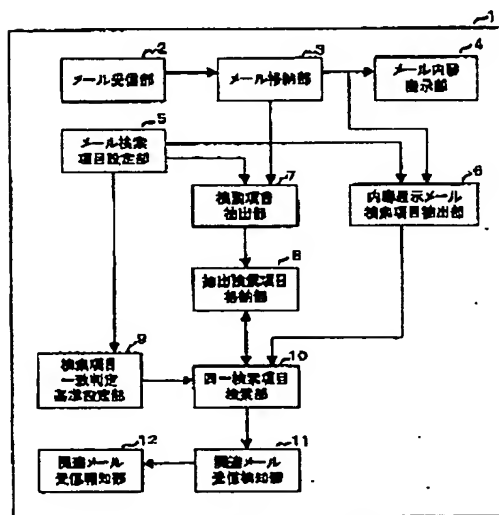 1
2
メール受信部
3
メール格納部
4
メール内容
表示部
5
メール検索
項目設定部
6
内容表示メール
検索項目抽出部
7
検索項目
抽出部
8
抽出検索項目
格納部
9
検索項目
一致判定
基準設定部
10
同一検索項目
検索部
11
関連メール
受信検知部
12
関連メール
受信報知部